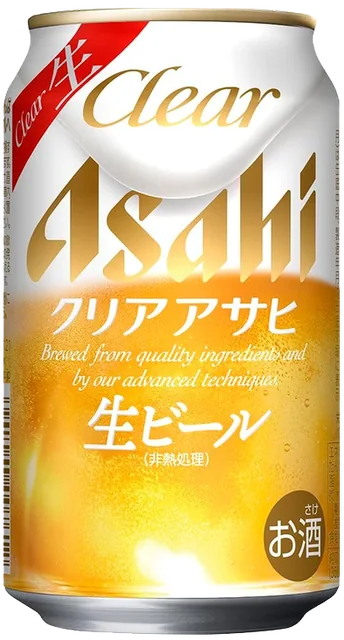 Clear 生
Clear
Asahi
クリアアサヒ
Brewed from quality ingredients and
by our advanced techniques.
生ビール
(非熱処理)
さけ
お酒